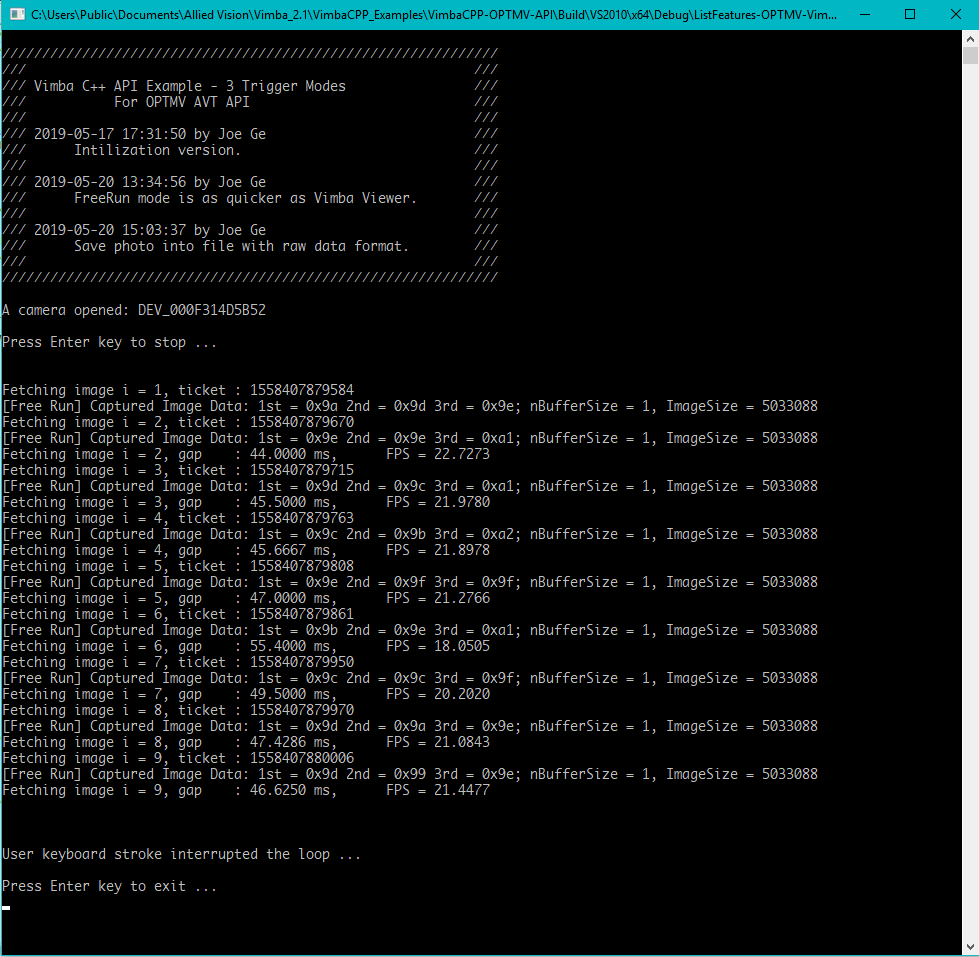 C:\Users\Public\Documents\Allied Vision\Vimba_2.1\VimbaCPP_Examples\VimbaCPP-OPTMV-API\Build\VS2010\x64\Debug\ListFeatures-OPTMV-Vim...
//////////////////////////////////////////////////////////////
/// ///
/// Vimba C++ API Example - 3 Trigger Modes ///
/// For OPTMV AVT API ///
/// ///
/// 2019-05-17 17:31:50 by Joe Ge ///
/// Intilization version. ///
/// ///
/// 2019-05-20 13:34:56 by Joe Ge ///
/// FreeRun mode is as quicker as Vimba Viewer. ///
/// ///
/// 2019-05-20 15:03:37 by Joe Ge ///
/// Save photo into file with raw data format. ///
/// ///
//////////////////////////////////////////////////////////////
A camera opened: DEV_000F314D5B52
Press Enter key to stop ...
Fetching image i = 1, ticket : 1558407879584
[Free Run] Captured Image Data: 1st = 0x9a 2nd = 0x9d 3rd = 0x9e; nBufferSize = 1, ImageSize = 5033088
Fetching image i = 2, ticket : 1558407879670
[Free Run] Captured Image Data: 1st = 0x9e 2nd = 0x9e 3rd = 0xa1; nBufferSize = 1, ImageSize = 5033088
Fetching image i = 2, gap : 44.0000 ms, FPS = 22.7273
Fetching image i = 3, ticket : 1558407879715
[Free Run] Captured Image Data: 1st = 0x9d 2nd = 0x9c 3rd = 0xa1; nBufferSize = 1, ImageSize = 5033088
Fetching image i = 3, gap : 45.5000 ms, FPS = 21.9780
Fetching image i = 4, ticket : 1558407879763
[Free Run] Captured Image Data: 1st = 0x9c 2nd = 0x9b 3rd = 0xa2; nBufferSize = 1, ImageSize = 5033088
Fetching image i = 4, gap : 45.6667 ms, FPS = 21.8978
Fetching image i = 5, ticket : 1558407879808
[Free Run] Captured Image Data: 1st = 0x9e 2nd = 0x9f 3rd = 0x9f; nBufferSize = 1, ImageSize = 5033088
Fetching image i = 5, gap : 47.0000 ms, FPS = 21.2766
Fetching image i = 6, ticket : 1558407879861
[Free Run] Captured Image Data: 1st = 0x9b 2nd = 0x9e 3rd = 0xa1; nBufferSize = 1, ImageSize = 5033088
Fetching image i = 6, gap : 55.4000 ms, FPS = 18.0505
Fetching image i = 7, ticket : 1558407879950
[Free Run] Captured Image Data: 1st = 0x9c 2nd = 0x9c 3rd = 0x9f; nBufferSize = 1, ImageSize = 5033088
Fetching image i = 7, gap : 49.5000 ms, FPS = 20.2020
Fetching image i = 8, ticket : 1558407879970
[Free Run] Captured Image Data: 1st = 0x9d 2nd = 0x9a 3rd = 0x9e; nBufferSize = 1, ImageSize = 5033088
Fetching image i = 8, gap : 47.4286 ms, FPS = 21.0843
Fetching image i = 9, ticket : 1558407880006
[Free Run] Captured Image Data: 1st = 0x9d 2nd = 0x99 3rd = 0x9e; nBufferSize = 1, ImageSize = 5033088
Fetching image i = 9, gap : 46.6250 ms, FPS = 21.4477
User keyboard stroke interrupted the loop ...
Press Enter key to exit ...